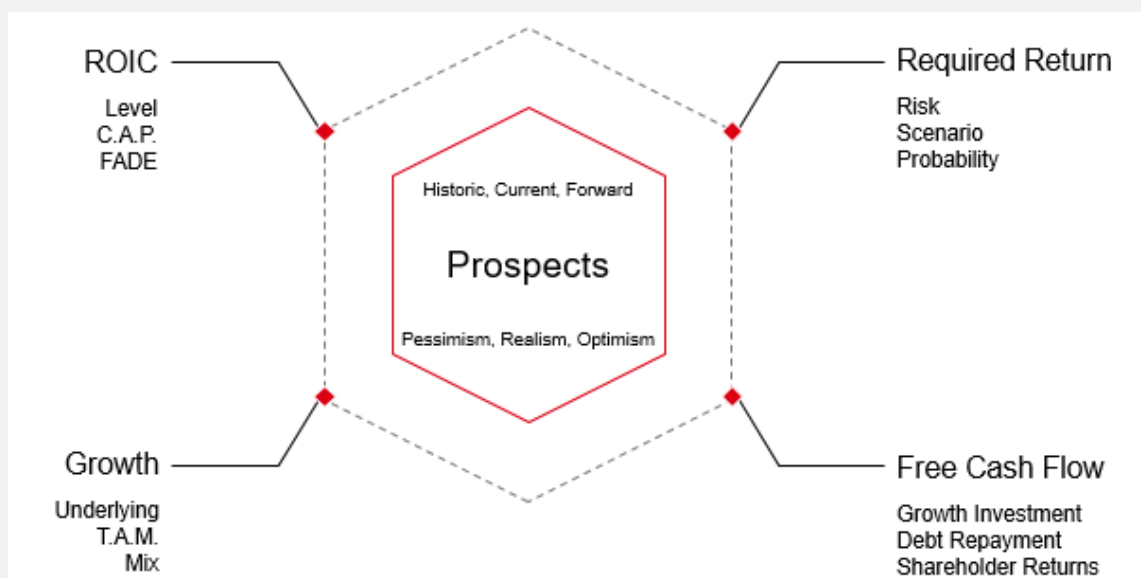 ROIC
Level
C.A.P.
FADE
Required Return
Risk
Scenario
Probability
Historic, Current, Forward
Prospects
Pessimism, Realism, Optimism
Growth
Underlying
T.A.M.
Mix
Free Cash Flow
Growth Investment
Debt Repayment
Shareholder Returns